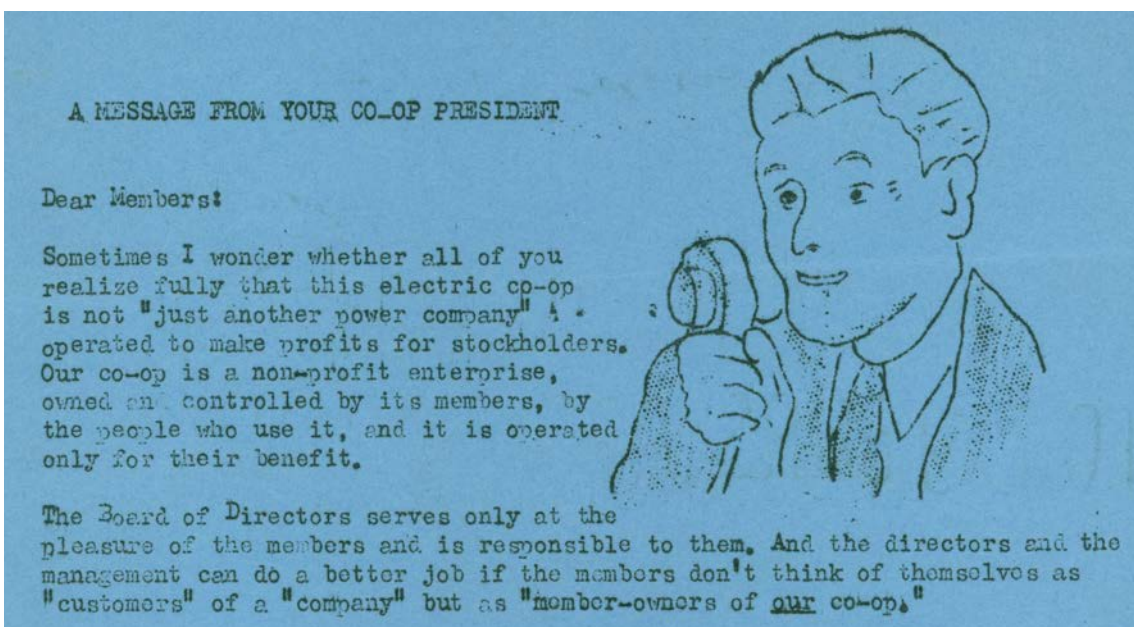 A MESSAGE FROM YOUR CO-OP PRESIDENT
Dear Members:
Sometimes I wonder whether all of you
realize fully that this electric co-op
is not "just another power company"
operated to make profits for stockholders.
Our co-op is a non-profit enterprise,
owned and controlled by its members, by
the people who use it, and it is operated
only for their benefit.
The Board of Directors serves only at the
pleasure of the members and is responsible to them. And the directors and the
management can do a better job if the members don't think of themselves as
"customers" of a "company" but as "member-owners of our co-op."